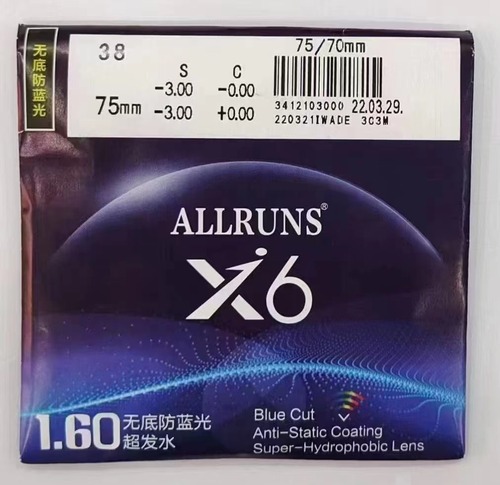 无底防蓝光
38
75/70mm
S C
-3.00 -0.00
75mm -3.00 +0.00
3412103000 22.03.29.
220321IWADE 3C3M
ALLRUNS®
X6
1.60 无底防蓝光
超发水
Blue Cut
Anti-Static Coating
Super-Hydrophobic Lens